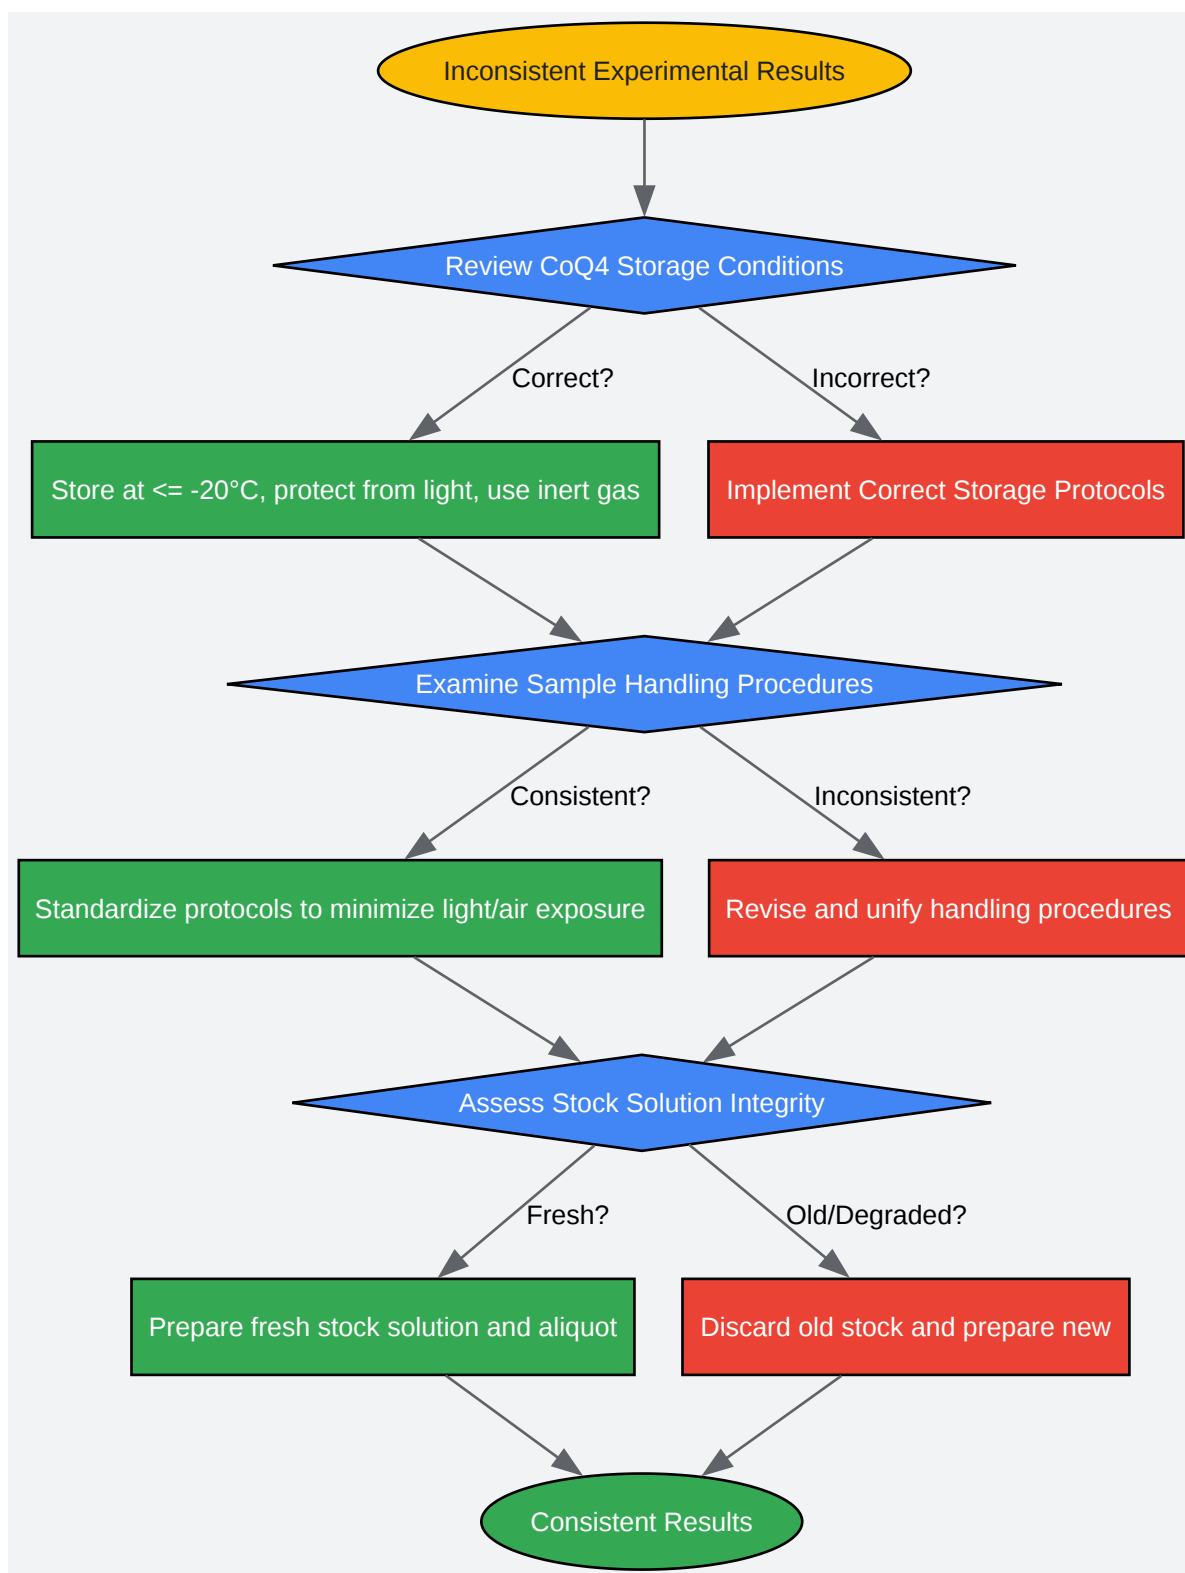 Inconsistent Experimental Results
Review CoQ4 Storage Conditions
Correct?
Incorrect?
Store at <= -20°C, protect from light, use inert gas
Implement Correct Storage Protocols
Examine Sample Handling Procedures
Consistent?
Inconsistent?
Standardize protocols to minimize light/air exposure
Revise and unify handling procedures
Assess Stock Solution Integrity
Fresh?
Old/Degraded?
Prepare fresh stock solution and aliquot
Discard old stock and prepare new
Consistent Results